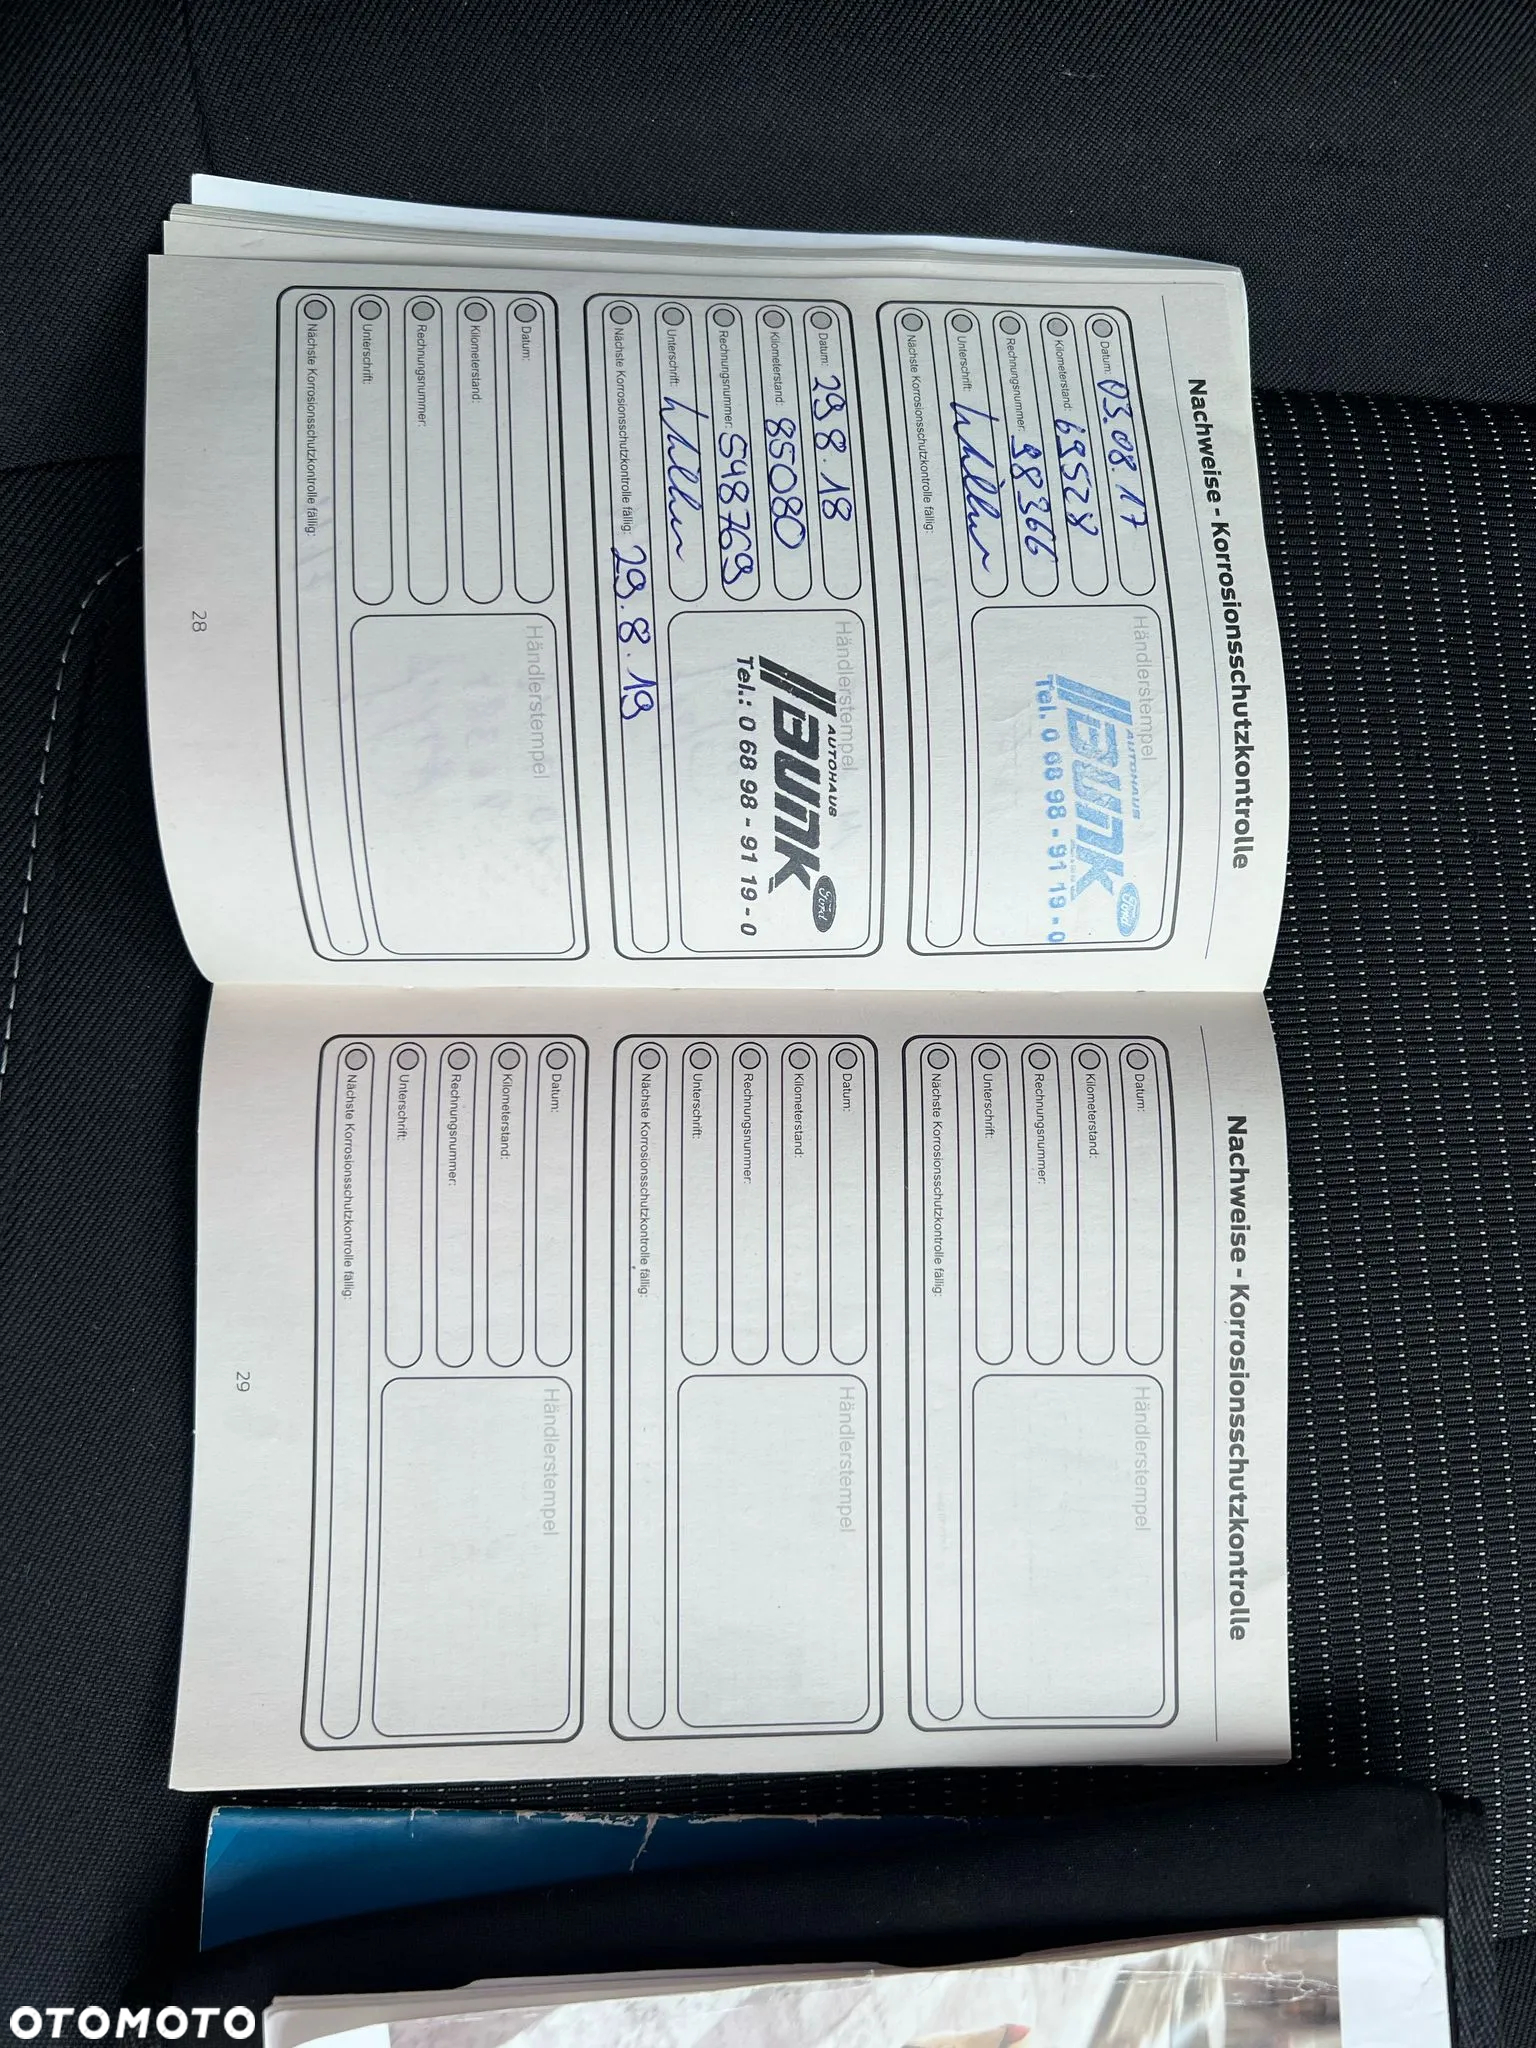 Nachweise - Korrosionsschutzkontrolle
Datum: 03.08.17
Kilometerstand: 69528
Rechnungsnummer: 98366
Unterschrift:
Nächste Korrosionsschutzkontrolle fällig:
Händlerstempel
AUTOHAUS
BUNK
Ford
Tel. 0 68 98 - 91 19 - 0
Datum: 29.8.18
Kilometerstand: 85080
Rechnungsnummer: 548769
Unterschrift:
Nächste Korrosionsschutzkontrolle fällig: 29.8.19
Händlerstempel
AUTOHAUS
BUNK
Ford
Tel.: 0 68 98 - 91 19 - 0
Datum:
Kilometerstand:
Rechnungsnummer:
Unterschrift:
Nächste Korrosionsschutzkontrolle fällig:
Händlerstempel
28
Nachweise - Korrosionsschutzkontrolle
Datum:
Kilometerstand:
Rechnungsnummer:
Unterschrift:
Nächste Korrosionsschutzkontrolle fällig:
Händlerstempel
Datum:
Kilometerstand:
Rechnungsnummer:
Unterschrift:
Nächste Korrosionsschutzkontrolle fällig:
Händlerstempel
Datum:
Kilometerstand:
Rechnungsnummer:
Unterschrift:
Nächste Korrosionsschutzkontrolle fällig:
Händlerstempel
29
OTOMOTO